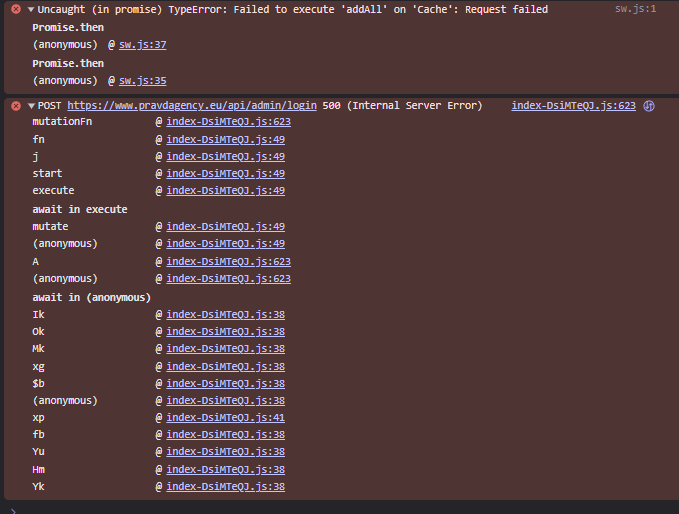 Uncaught (in promise) TypeError: Failed to execute 'addAll' on 'Cache': Request failed sw.js:1
Promise.then
(anonymous) @ sw.js:37
Promise.then
(anonymous) @ sw.js:35
POST https://www.pravdagency.eu/api/admin/login 500 (Internal Server Error) index-DsiMTeQJ.js:623
mutationFn @ index-DsiMTeQJ.js:623
fn @ index-DsiMTeQJ.js:49
j @ index-DsiMTeQJ.js:49
start @ index-DsiMTeQJ.js:49
execute @ index-DsiMTeQJ.js:49
await in execute
mutate @ index-DsiMTeQJ.js:49
(anonymous) @ index-DsiMTeQJ.js:49
A @ index-DsiMTeQJ.js:623
(anonymous) @ index-DsiMTeQJ.js:623
await in (anonymous)
Ik @ index-DsiMTeQJ.js:38
Ok @ index-DsiMTeQJ.js:38
Mk @ index-DsiMTeQJ.js:38
xg @ index-DsiMTeQJ.js:38
$b @ index-DsiMTeQJ.js:38
(anonymous) @ index-DsiMTeQJ.js:38
xp @ index-DsiMTeQJ.js:41
fb @ index-DsiMTeQJ.js:38
Yu @ index-DsiMTeQJ.js:38
Hm @ index-DsiMTeQJ.js:38
Yk @ index-DsiMTeQJ.js:38